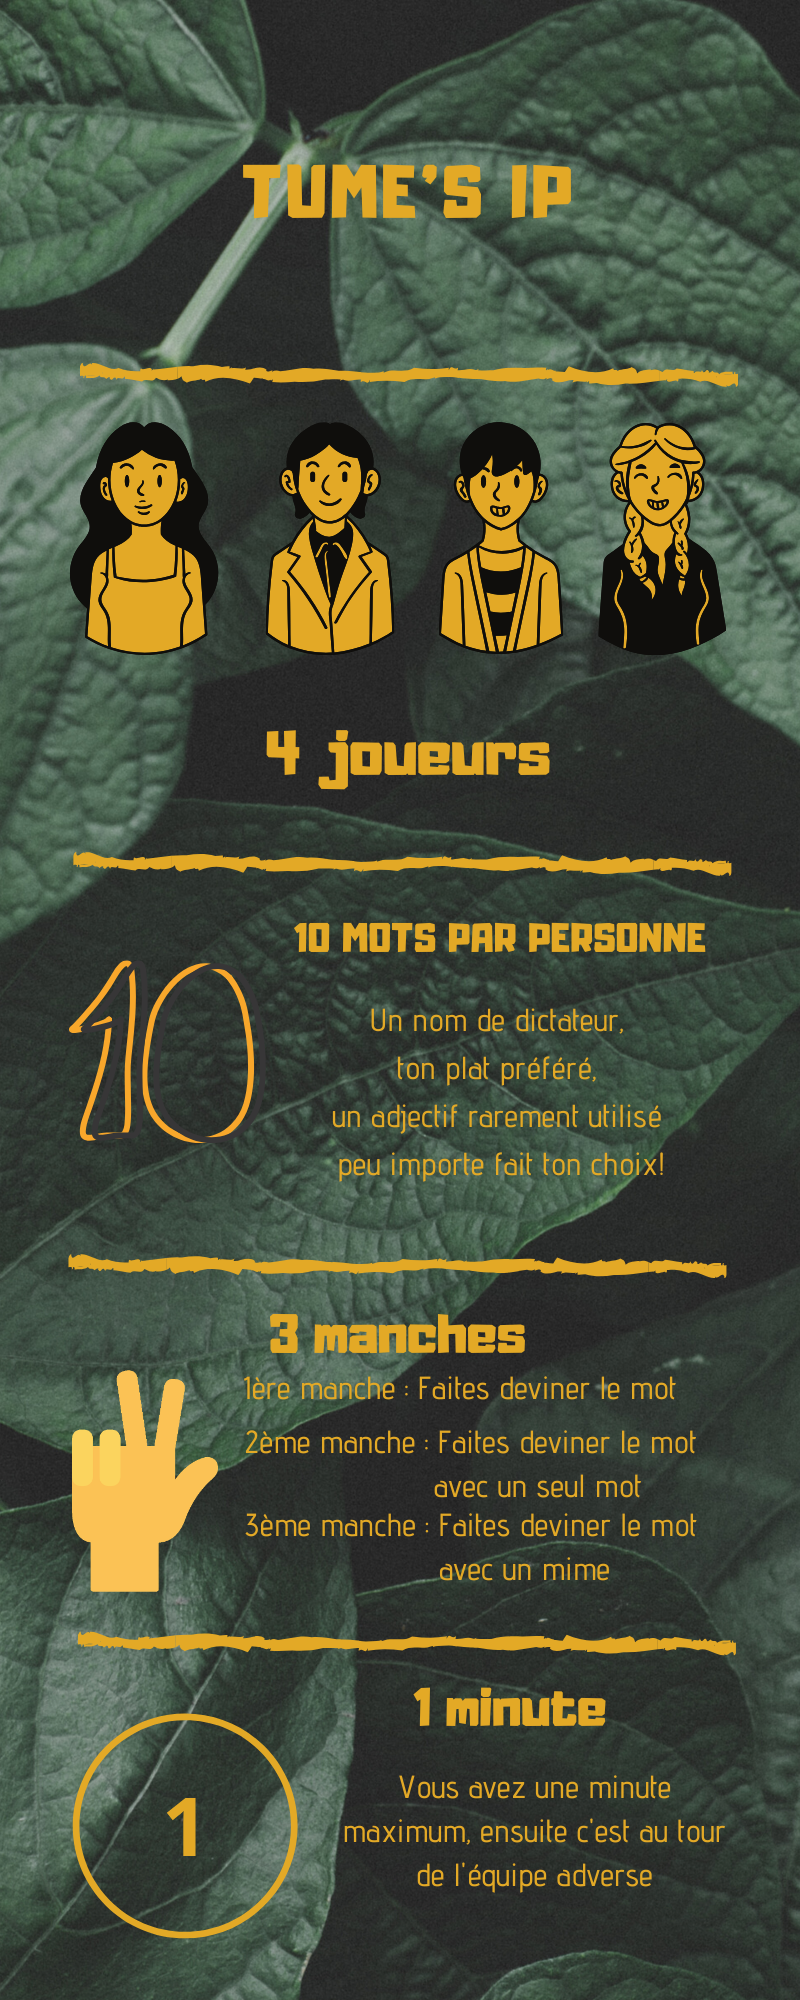 TUME'S IP
4 joueurs
10 MOTS PAR PERSONNE
10
Un nom de dictateur,
ton plat préféré,
un adjectif rarement utilisé
peu importe fait ton choix!
3 manches
1ère manche : Faites deviner le mot
2ème manche : Faites deviner le mot
avec un seul mot
3ème manche : Faites deviner le mot
avec un mime
1 minute
1
Vous avez une minute
maximum, ensuite c'est au tour
de l'équipe adverse